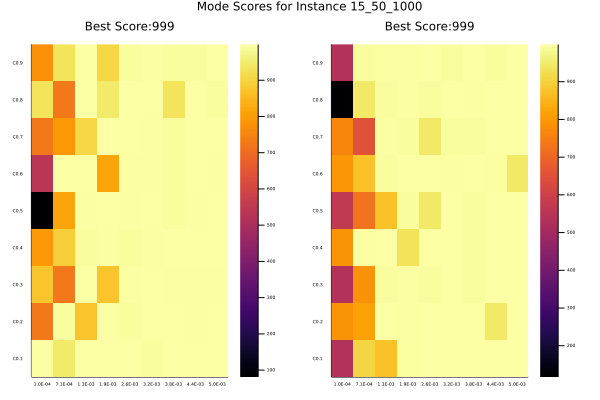 Mode Scores for Instance 15_50_1000
Best Score:999
Best Score:999
C0.9
C0.8
C0.7
C0.6
C0.5
C0.4
C0.3
C0.2
C0.1
1.0E-04 7.1E-04 1.3E-03 1.9E-03 2.6E-03 3.2E-03 3.8E-03 4.4E-03 5.0E-03
900
800
700
600
500
400
300
200
100
C0.9
C0.8
C0.7
C0.6
C0.5
C0.4
C0.3
C0.2
C0.1
1.0E-04 7.1E-04 1.3E-03 1.9E-03 2.6E-03 3.2E-03 3.8E-03 4.4E-03 5.0E-03
900
800
700
600
500
400
300
200